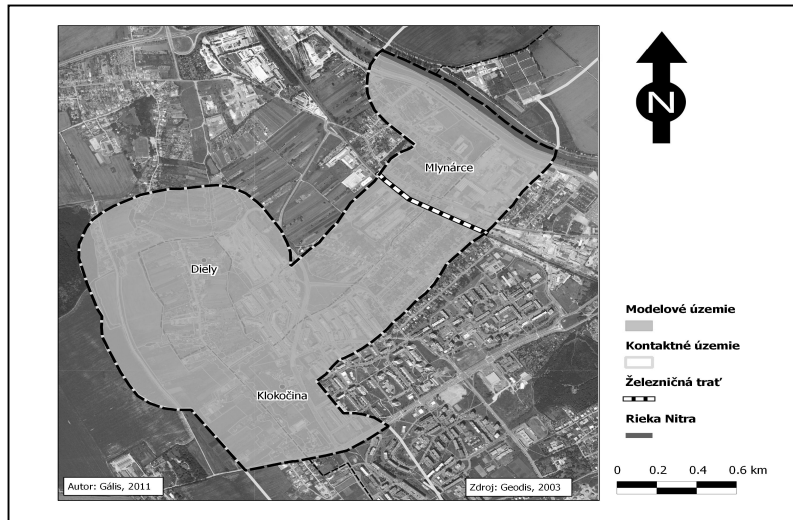 N
Mlynárce
Diely
Klokočina
Modelové územie
Kontaktné územie
Železničná trať
Rieka Nitra
0 0.2 0.4 0.6 km
Autor: Gális, 2011
Zdroj: Geodis, 2003